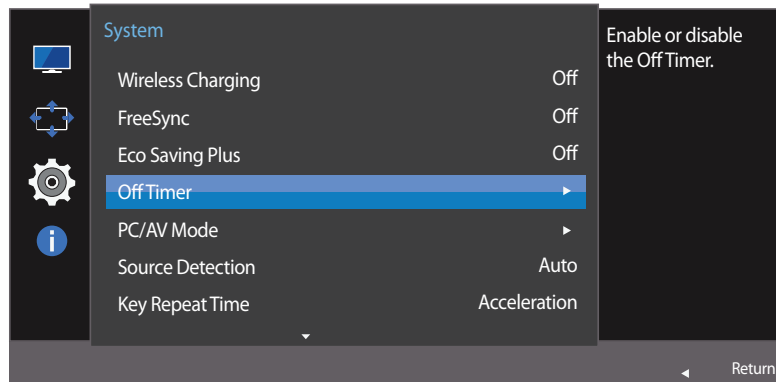 System
Wireless Charging Off
FreeSync Off
Eco Saving Plus Off
Off Timer
PC/AV Mode
Source Detection Auto
Key Repeat Time Acceleration
Enable or disable
the Off Timer.
Return